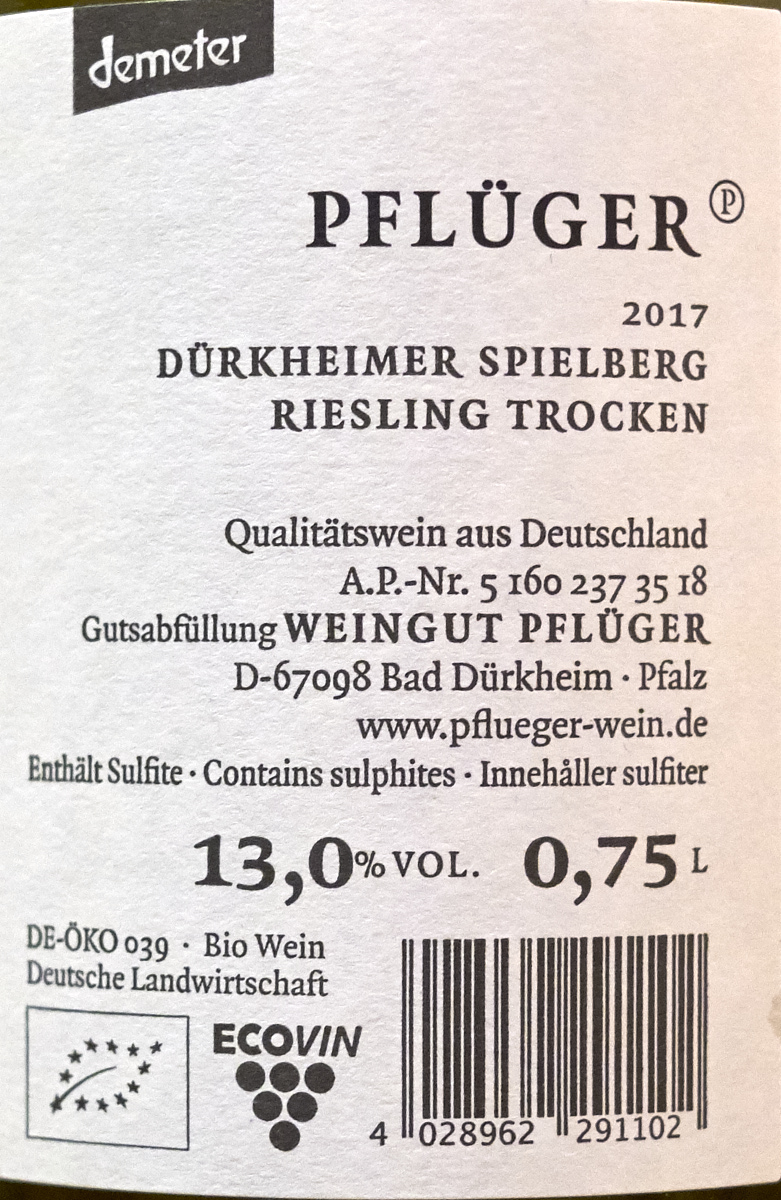 demeter
PFLÜGER Ⓟ
2017
DÜRKHEIMER SPIELBERG
RIESLING TROCKEN
Qualitätswein aus Deutschland
A.P.-Nr. 5 160 237 35 18
Gutsabfüllung WEINGUT PFLÜGER
D-67098 Bad Dürkheim · Pfalz
www.pflueger-wein.de
Enthält Sulfite · Contains sulphites · Innehåller sulfiter
13,0% VOL. 0,75 L
DE-ÖKO 039 · Bio Wein
Deutsche Landwirtschaft
ECOVIN
4 028962 291102